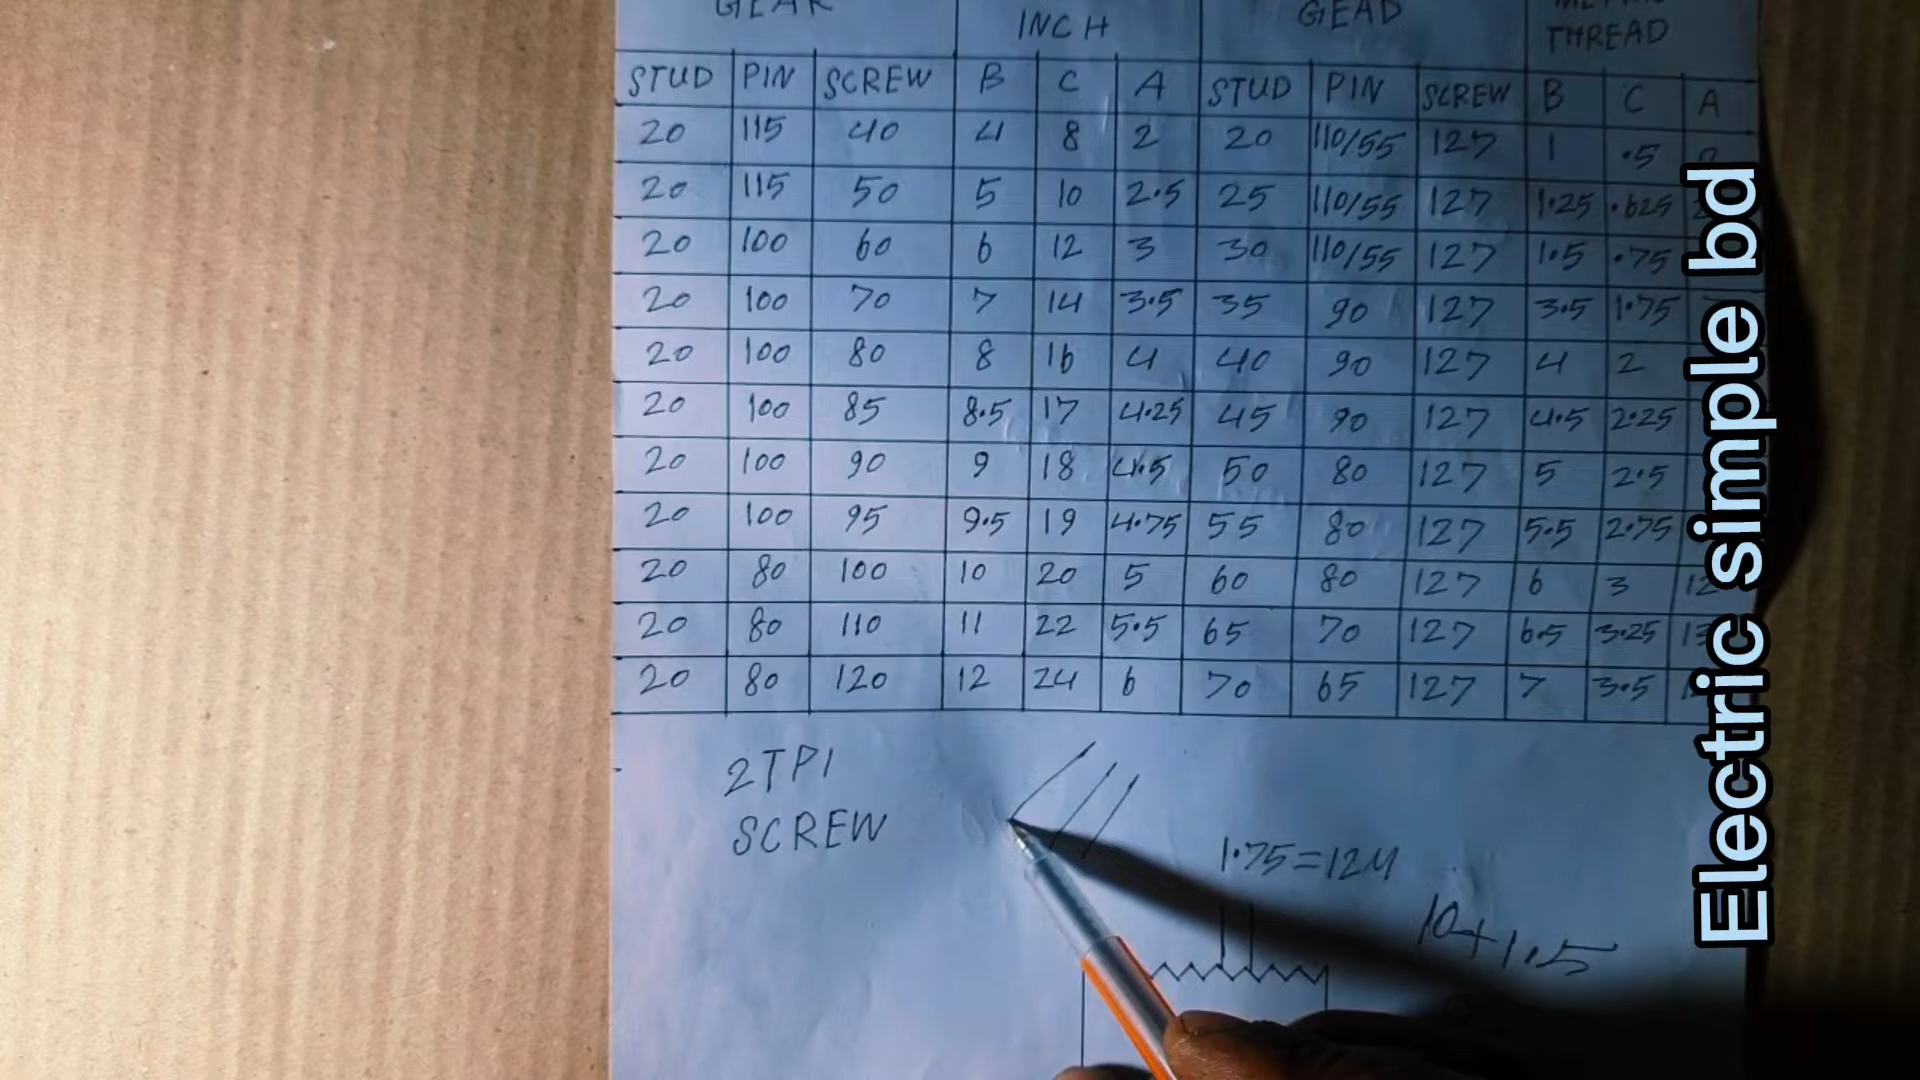 GEAR INCH GEAD METRIC THREAD
STUD PIN SCREW B C A STUD PIN SCREW B C A
20 115 40 4 8 2 20 110/55 127 1 .5
20 115 50 5 10 2.5 25 110/55 127 1.25 .625
20 100 60 6 12 3 30 110/55 127 1.5 .75
20 100 70 7 14 3.5 35 90 127 3.5 1.75
20 100 80 8 16 4 40 90 127 4 2
20 100 85 8.5 17 4.25 45 90 127 4.5 2.25
20 100 90 9 18 4.5 50 80 127 5 2.5
20 100 95 9.5 19 4.75 55 80 127 5.5 2.75
20 80 100 10 20 5 60 80 127 6 3 12
20 80 110 11 22 5.5 65 70 127 6.5 3.25 13
20 80 120 12 24 6 70 65 127 7 3.5
2TPI
SCREW
1.75=12M
10+1.5
Electric simple bd